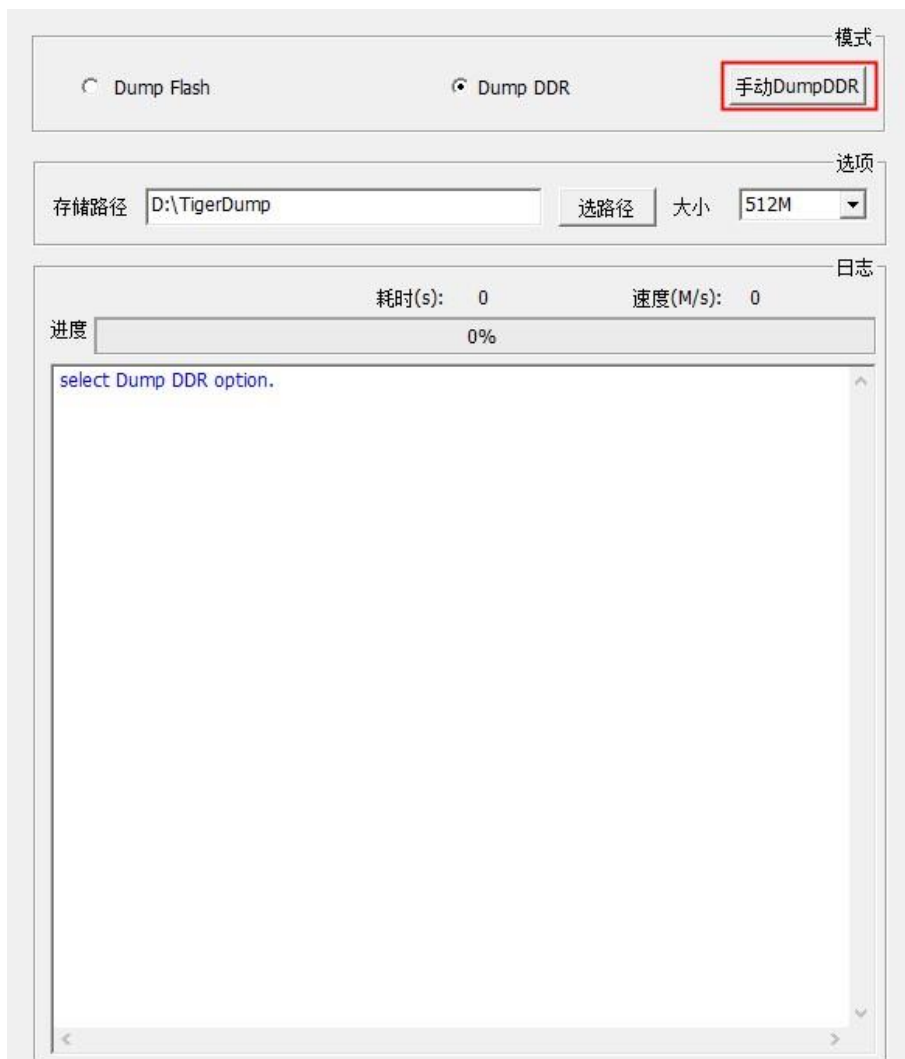 模式
Dump Flash Dump DDR 手动DumpDDR
选项
存储路径 D:\TigerDump 选路径 大小 512M
日志
耗时(s): 0 速度(M/s): 0
进度 0%
select Dump DDR option.